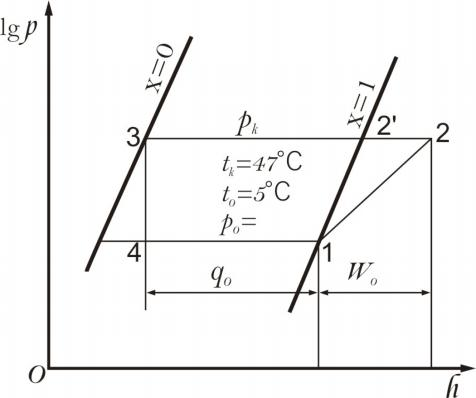 lg p
x=0
x=1
3
p_k
2'
2
t_k=47°C
t_o=5°C
p_o=
4
1
q_o
W_o
O
h